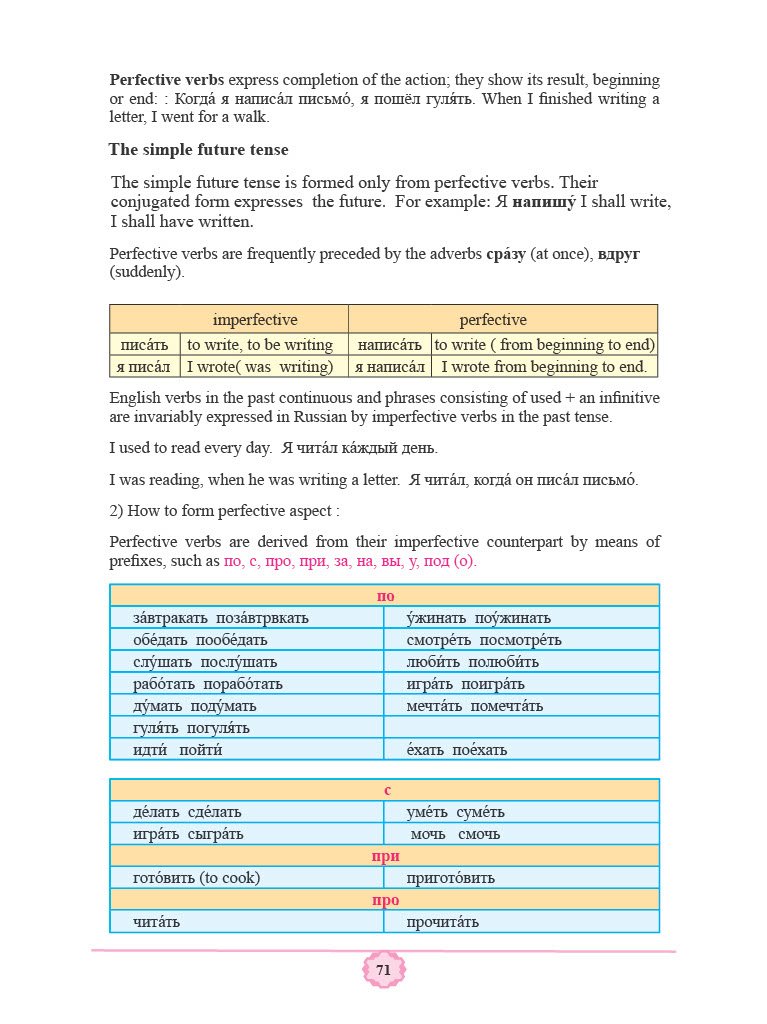 Perfective verbs express completion of the action; they show its result, beginning
or end: : Когда́ я написа́л письмо́, я пошёл гуля́ть. When I finished writing a
letter, I went for a walk.
The simple future tense
The simple future tense is formed only from perfective verbs. Their
conjugated form expresses the future. For example: Я напишу́ I shall write,
I shall have written.
Perfective verbs are frequently preceded by the adverbs сра́зу (at once), вдруг
(suddenly).
imperfective perfective
писа́ть to write, to be writing написа́ть to write ( from beginning to end)
я писа́л I wrote( was writing) я написа́л I wrote from beginning to end.
English verbs in the past continuous and phrases consisting of used + an infinitive
are invariably expressed in Russian by imperfective verbs in the past tense.
I used to read every day. Я чита́л ка́ждый день.
I was reading, when he was writing a letter. Я чита́л, когда́ он писа́л письмо́.
2) How to form perfective aspect :
Perfective verbs are derived from their imperfective counterpart by means of
prefixes, such as по, с, про, при, за, на, вы, у, под (о).
по
за́втракать поза́втрвкать у́жинать поу́жинать
обе́дать пообе́дать смотре́ть посмотре́ть
слу́шать послу́шать люби́ть полюби́ть
рабо́тать порабо́тать игра́ть поигра́ть
ду́мать поду́мать мечта́ть помечта́ть
гуля́ть погуля́ть
идти́ пойти́ е́хать пое́хать
с
де́лать сде́лать уме́ть суме́ть
игра́ть сыгра́ть мочь смочь
при
гото́вить (to cook) пригото́вить
про
чита́ть прочита́ть
71